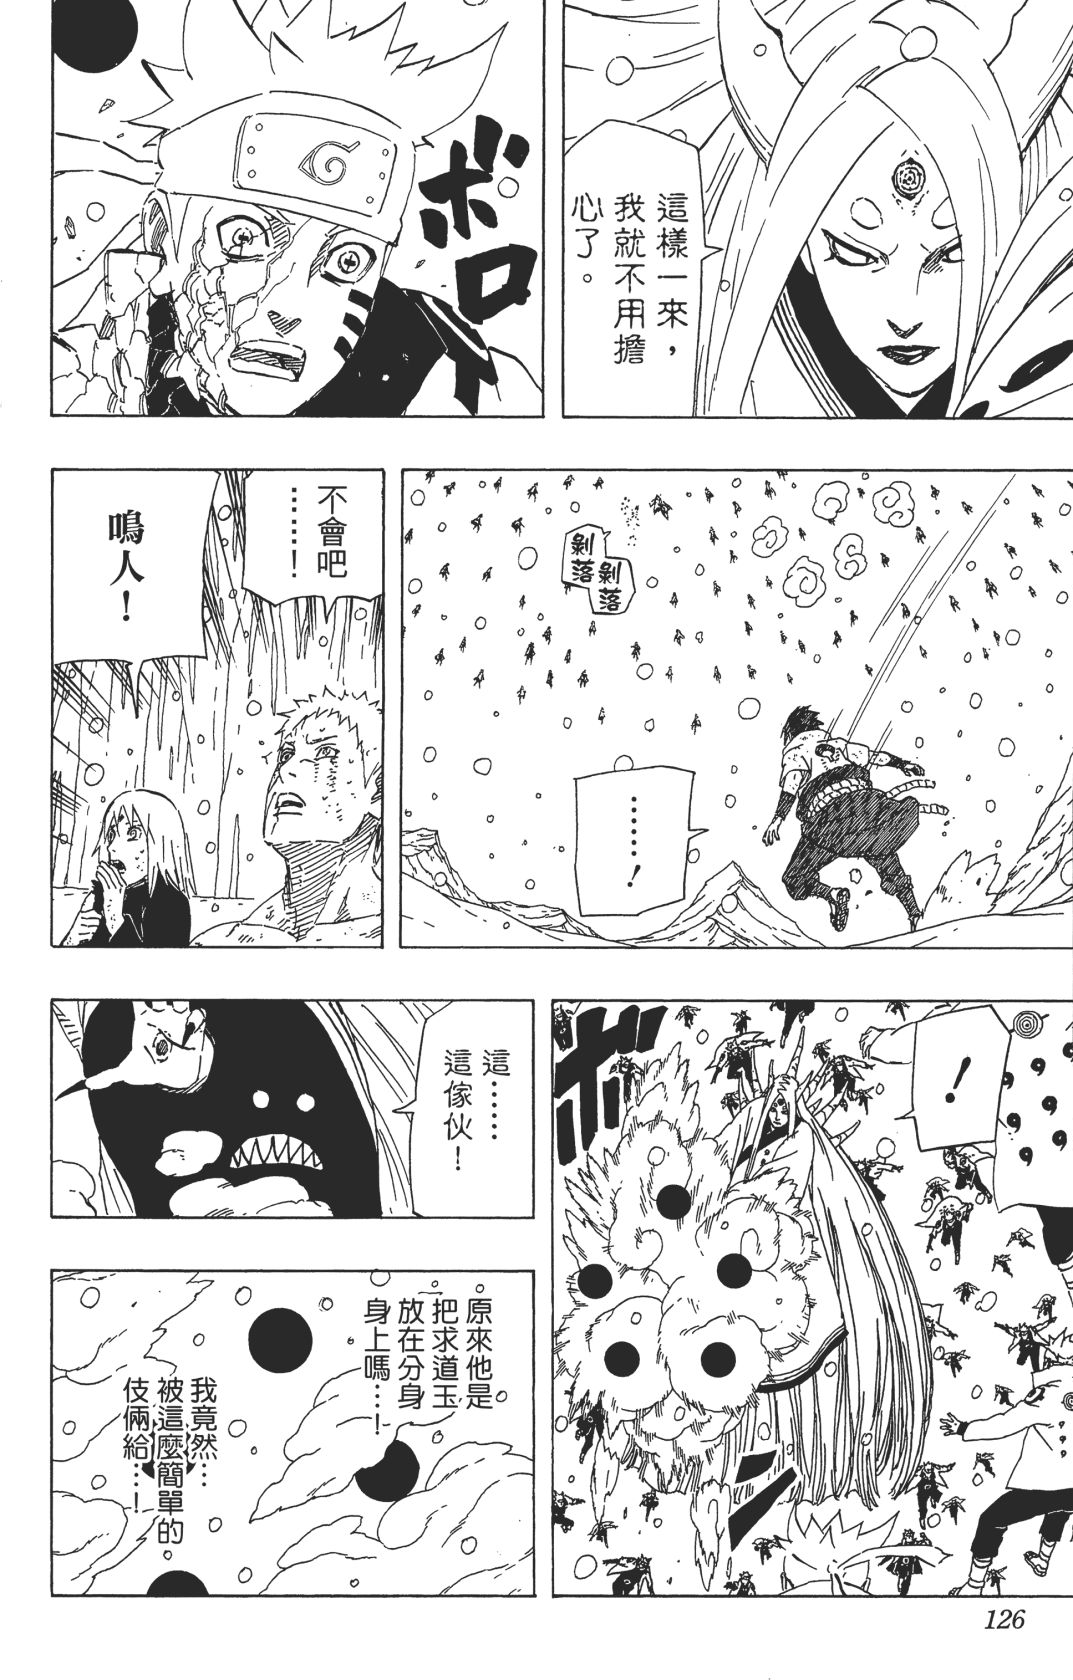 這樣一來，
我就不用擔
心了。
ボロ
剝落
剝落
……！
不會吧
……！
鳴人！
！
這……
這傢伙！
原來他是
把求道玉
放在分身
身上嗎…！
我竟然…
被這麼簡單的
伎倆給…！
126